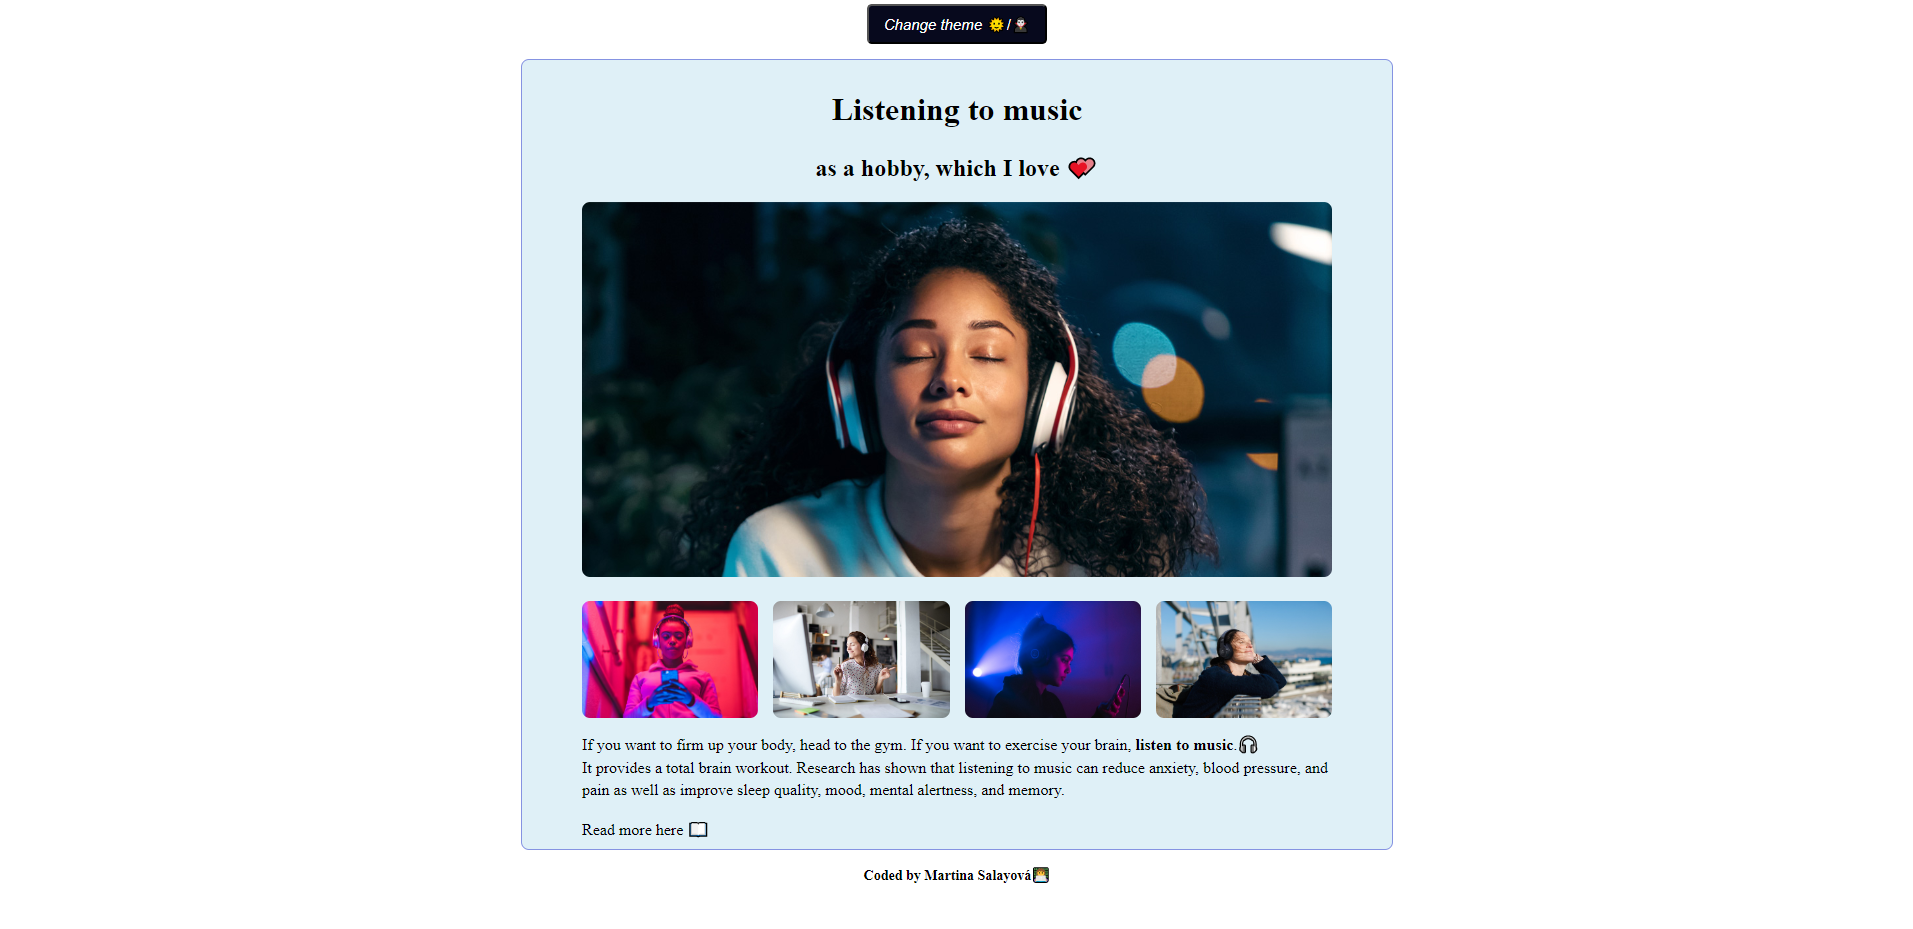 Change theme 🌞/🧛🏻
Listening to music
as a hobby, which I love 💕
If you want to firm up your body, head to the gym. If you want to exercise your brain, listen to music.🎧
It provides a total brain workout. Research has shown that listening to music can reduce anxiety, blood pressure, and
pain as well as improve sleep quality, mood, mental alertness, and memory.
Read more here 📖
Coded by Martina Salayová👩‍💻